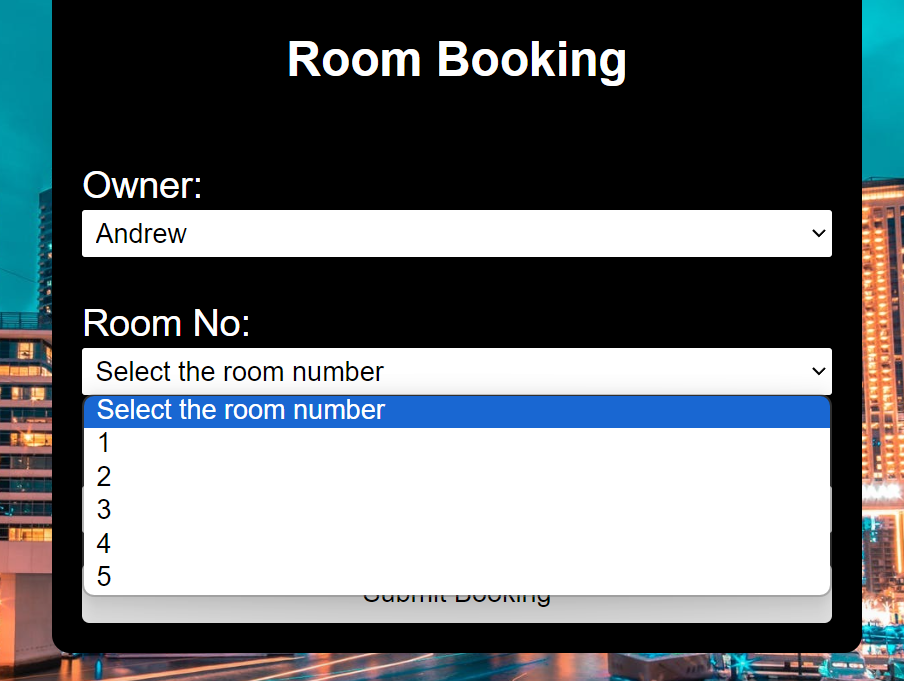 Room Booking
Owner:
Andrew
Room No:
Select the room number
Select the room number
1
2
3
4
5
Submit Booking